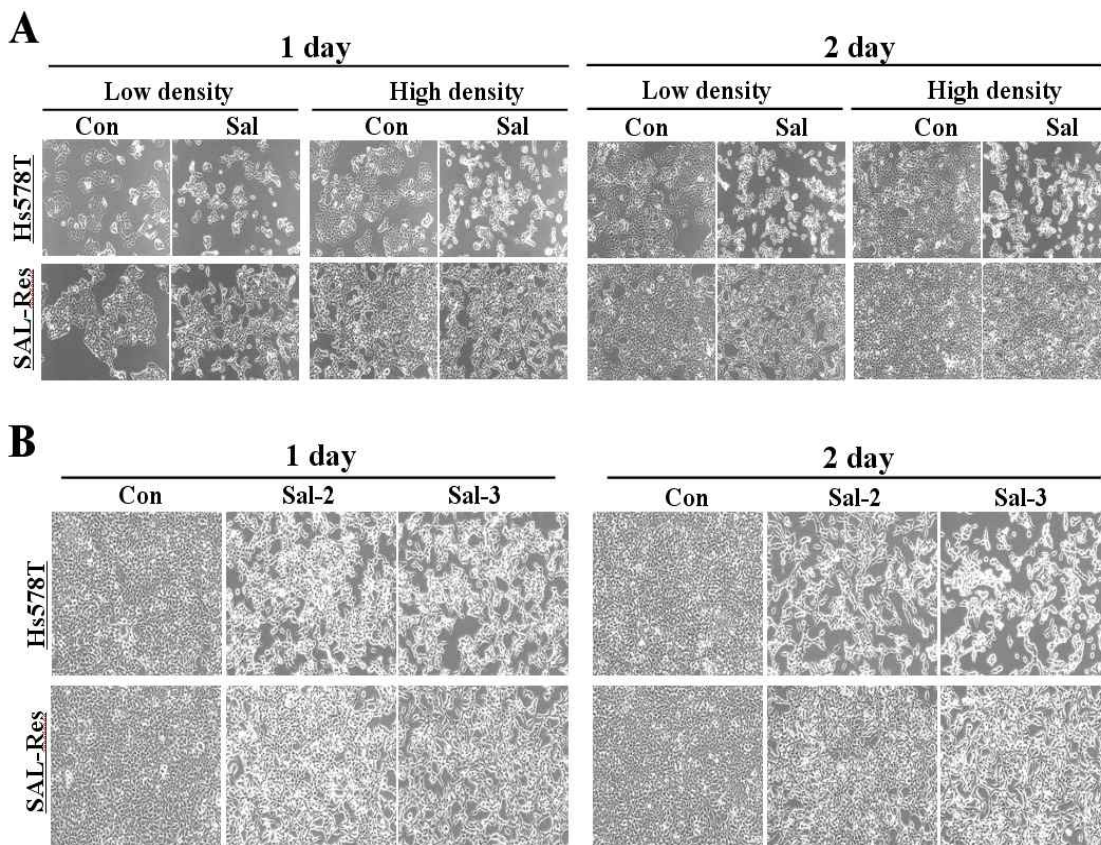 A
1 day
2 day
Low density High density Low density High density
Con Sal Con Sal Con Sal Con Sal
Hs578T
SAL-Res
B
1 day
2 day
Con Sal-2 Sal-3 Con Sal-2 Sal-3
Hs578T
SAL-Res